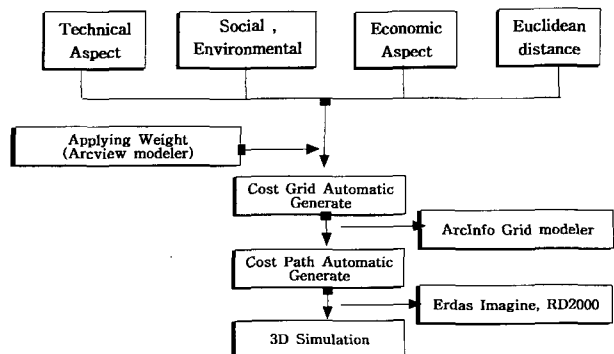 Technical
Aspect
Social ,
Environmental
Economic
Aspect
Euclidean
distance
Applying Weight
(Arcview modeler)
Cost Grid Automatic
Generate
ArcInfo Grid modeler
Cost Path Automatic
Generate
Erdas Imagine, RD2000
3D Simulation